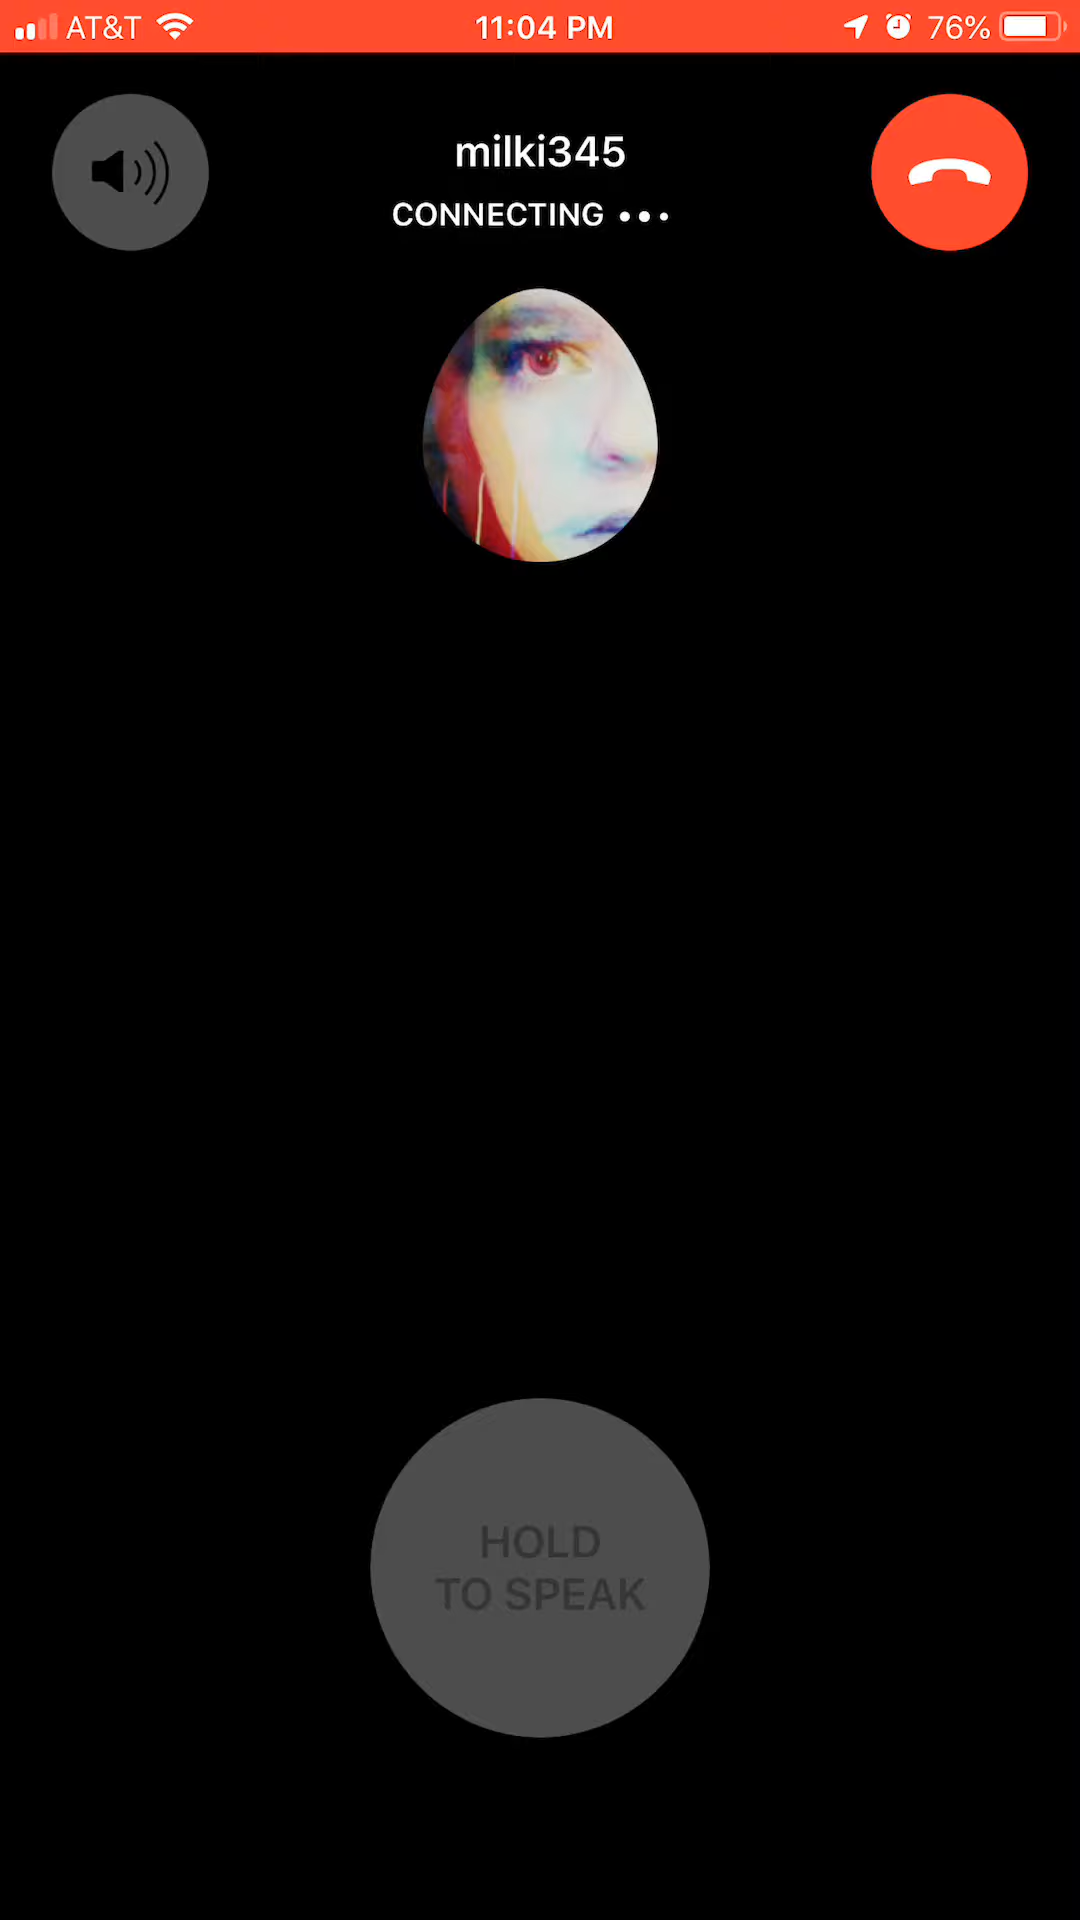 AT&T
11:04 PM
76%
milki345
CONNECTING
HOLD
TO SPEAK